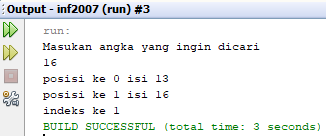 Output - inf2007 (run) #3
run:
Masukan angka yang ingin dicari
16
posisi ke 0 isi 13
posisi ke 1 isi 16
indeks ke 1
BUILD SUCCESSFUL (total time: 3 seconds)